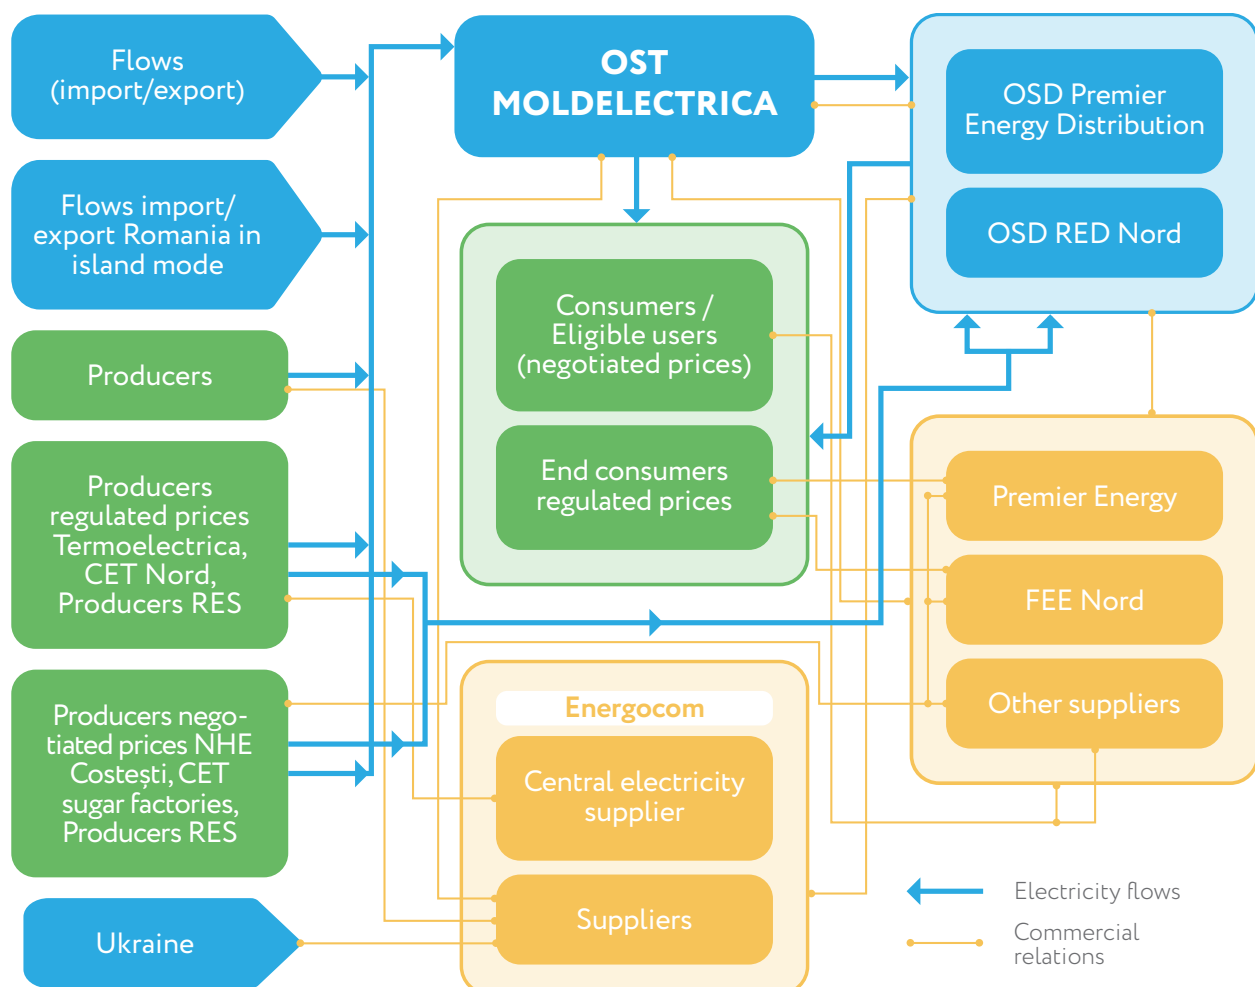 Flows
(import/export)
Flows import/
export Romania in
island mode
Producers
Producers
regulated prices
Termoelectrica,
CET Nord,
Producers RES
Producers nego-
tiated prices NHE
Costești, CET
sugar factories,
Producers RES
Ukraine
OST
MOLDELECTRICA
Consumers /
Eligible users
(negotiated prices)
End consumers
regulated prices
Energocom
Central electricity
supplier
Suppliers
OSD Premier
Energy Distribution
OSD RED Nord
Premier Energy
FEE Nord
Other suppliers
Electricity flows
Commercial
relations